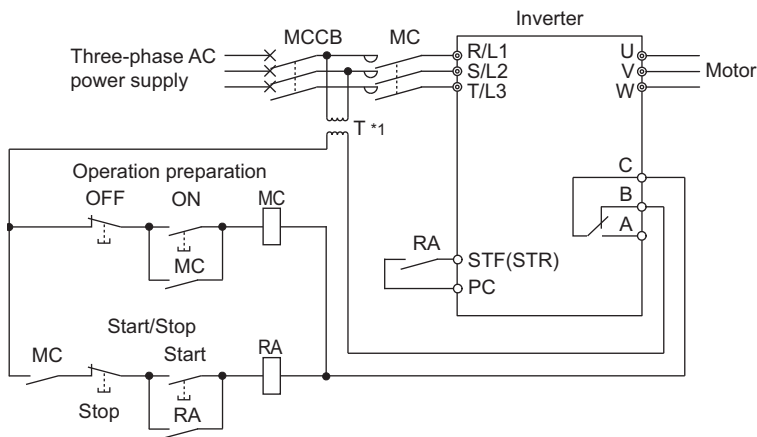 Inverter
MCCB
MC
Three-phase AC
power supply
R/L1
S/L2
T/L3
U
V
W
Motor
T *1
Operation preparation
OFF
ON
MC
MC
C
B
A
RA
STF(STR)
PC
Start/Stop
MC
Start
RA
Stop
RA